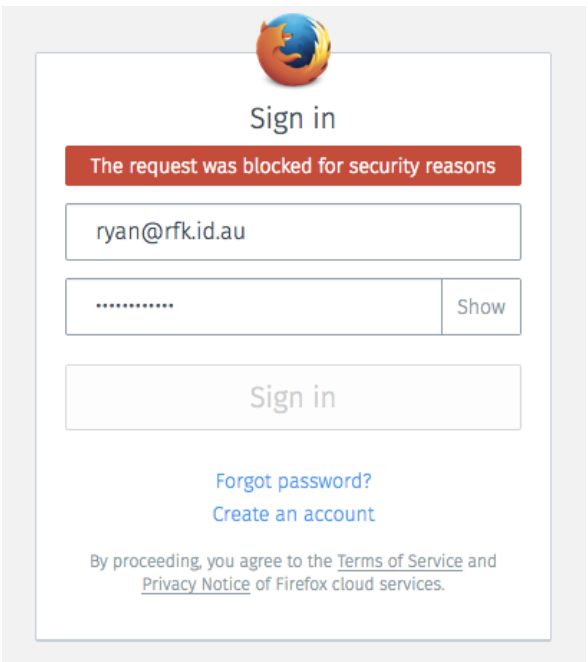 Sign in
The request was blocked for security reasons
ryan@rfk.id.au
•••••••••••• Show
Sign in
Forgot password?
Create an account
By proceeding, you agree to the Terms of Service and
Privacy Notice of Firefox cloud services.